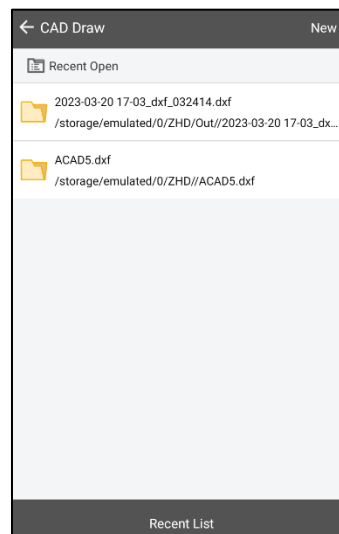 CAD Draw
New
Recent Open
2023-03-20 17-03_dxf_032414.dxf
/storage/emulated/0/ZHD/Out//2023-03-20 17-03_dx...
ACAD5.dxf
/storage/emulated/0/ZHD//ACAD5.dxf
Recent List